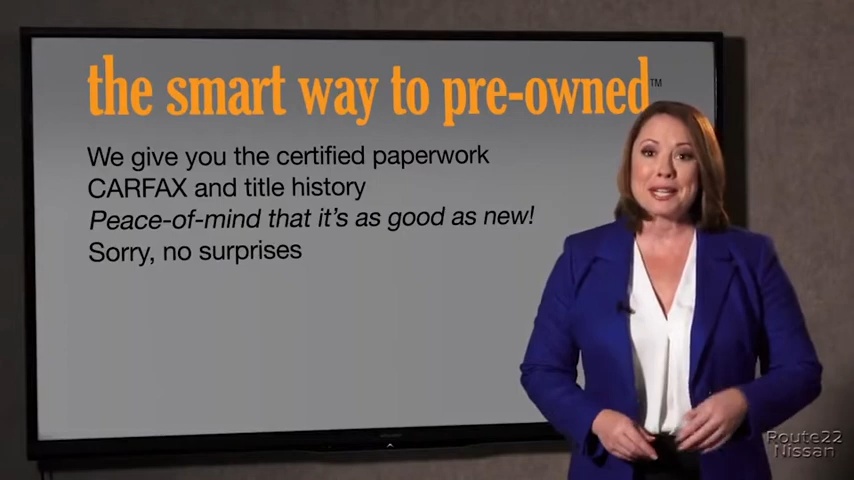 the smart way to pre-owned™
We give you the certified paperwork
CARFAX and title history
Peace-of-mind that it's as good as new!
Sorry, no surprises
Route22
Nissan